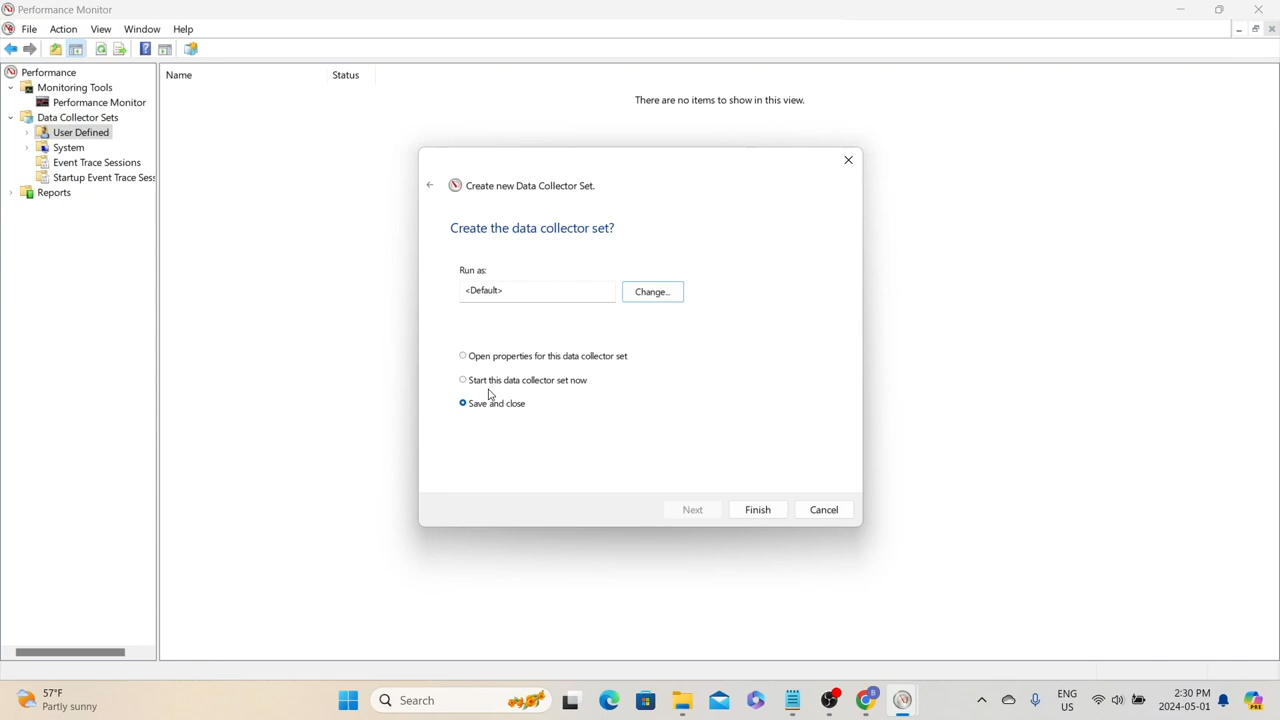 Performance Monitor
File Action View Window Help
Performance
Monitoring Tools
Performance Monitor
Data Collector Sets
User Defined
System
Event Trace Sessions
Startup Event Trace Sess
Reports
Name Status
There are no items to show in this view.
Create new Data Collector Set.
Create the data collector set?
Run as:
<Default>
Change...
Open properties for this data collector set
Start this data collector set now
Save and close
Next Finish Cancel
57°F
Partly sunny
Search
ENG
US
2:30 PM
2024-05-01